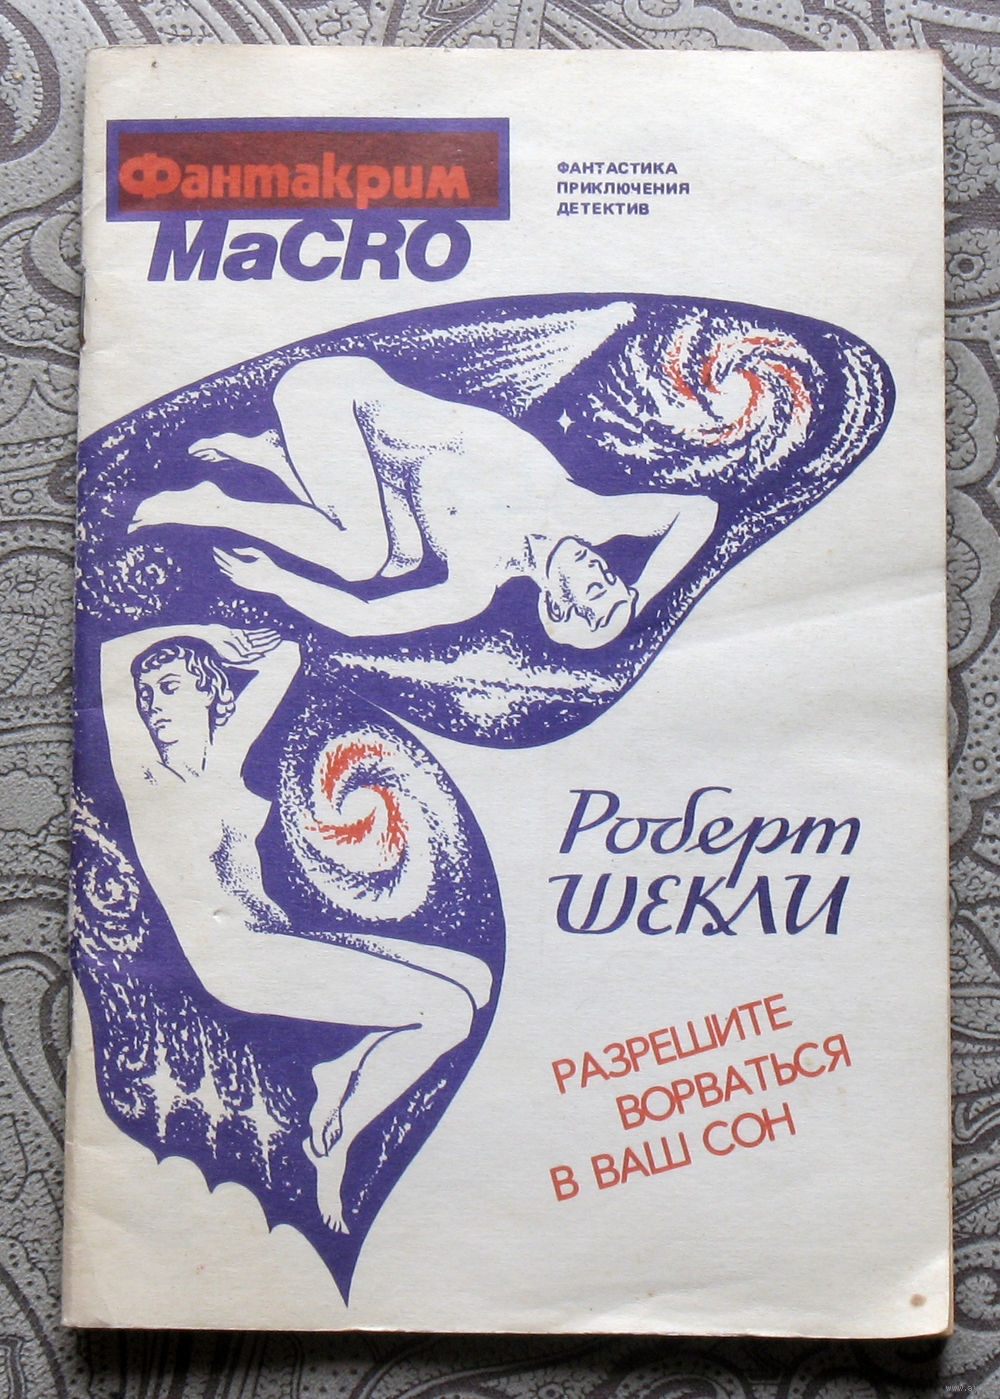 Фантакрим
MaCRO
ФАНТАСТИКА
ПРИКЛЮЧЕНИЯ
ДЕТЕКТИВ
Роберт
ШЕКЛИ
РАЗРЕШИТЕ
ВОРВАТЬСЯ
В ВАШ СОН